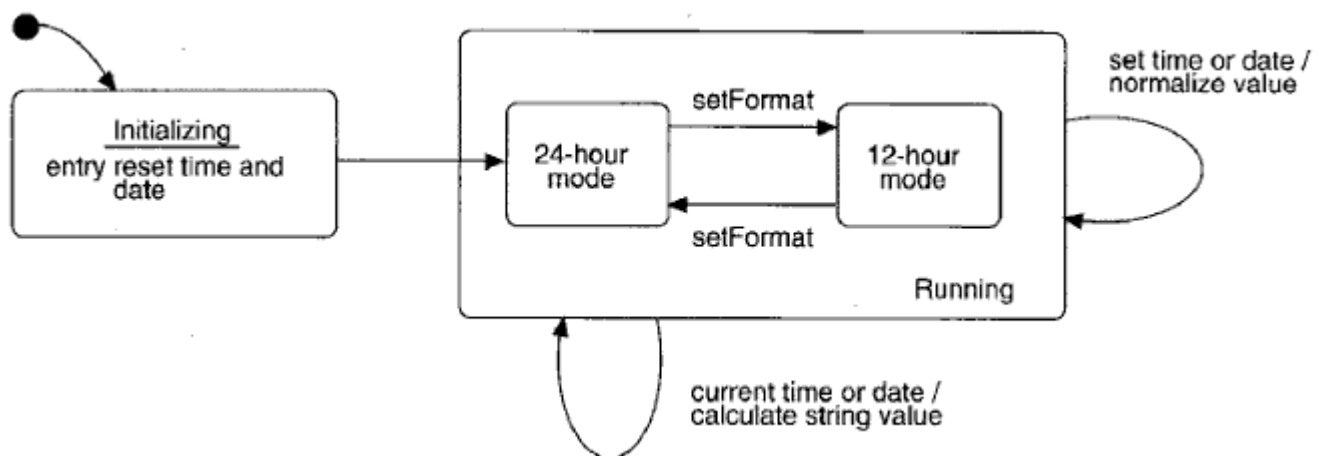 Initializing
entry reset time and
date
24-hour
mode
setFormat
12-hour
mode
setFormat
Running
set time or date /
normalize value
current time or date /
calculate string value